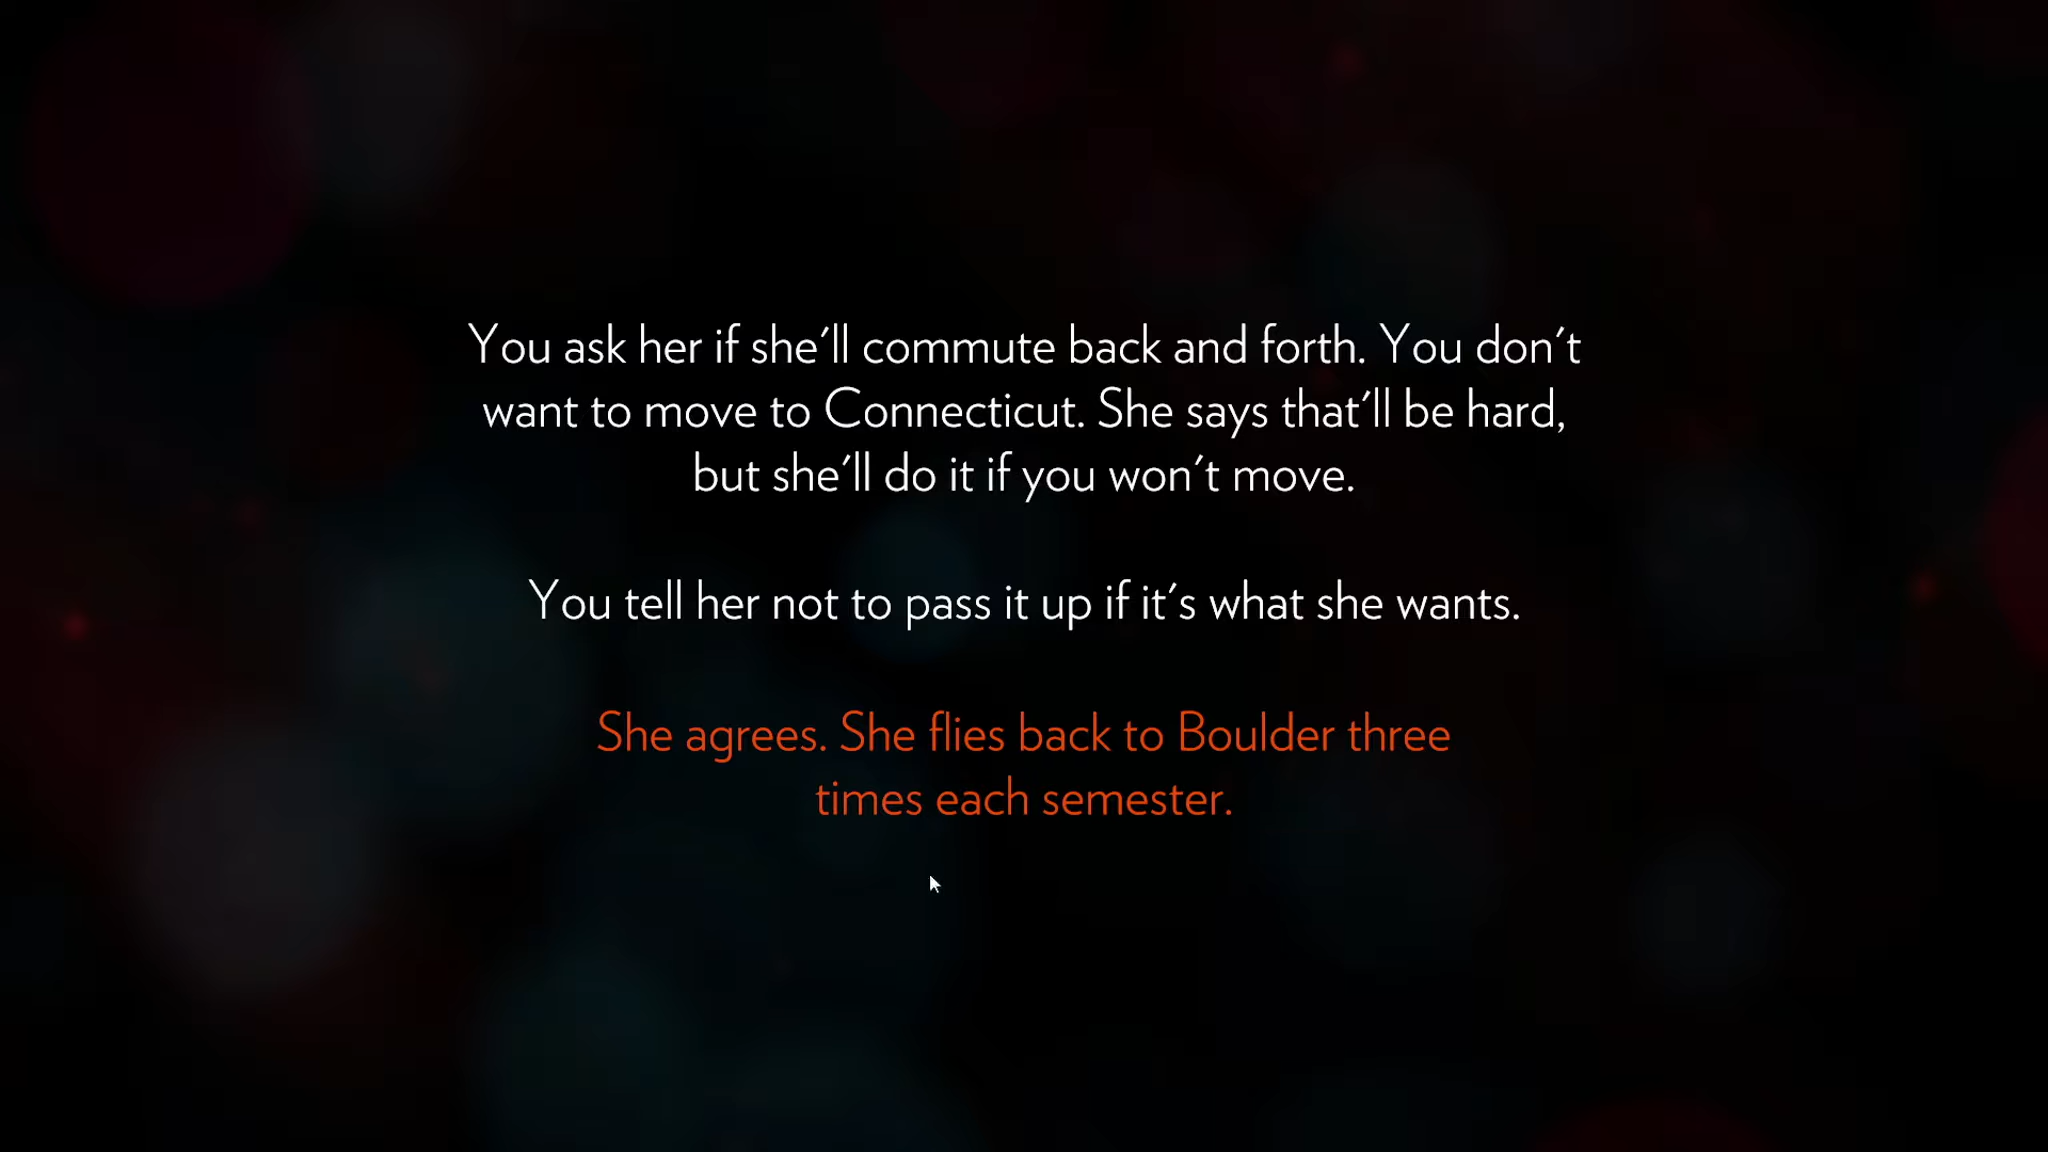 You ask her if she'll commute back and forth. You don't
want to move to Connecticut. She says that'll be hard,
but she'll do it if you won't move.
You tell her not to pass it up if it's what she wants.
She agrees. She flies back to Boulder three
times each semester.